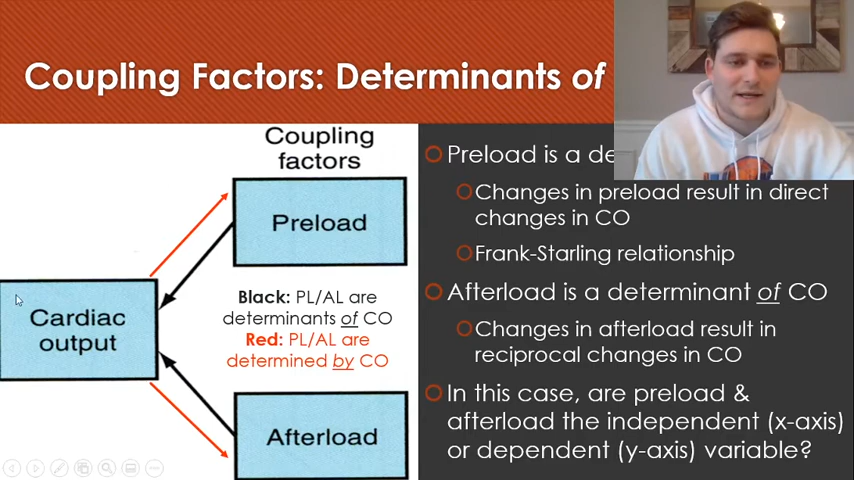 Coupling Factors: Determinants of
Coupling
factors
Preload
Black: PL/AL are
determinants of CO
Red: PL/AL are
determined by CO
Cardiac
output
Afterload
Preload is a de
Changes in preload result in direct
changes in CO
Frank-Starling relationship
Afterload is a determinant of CO
Changes in afterload result in
reciprocal changes in CO
In this case, are preload &
afterload the independent (x-axis)
or dependent (y-axis) variable?